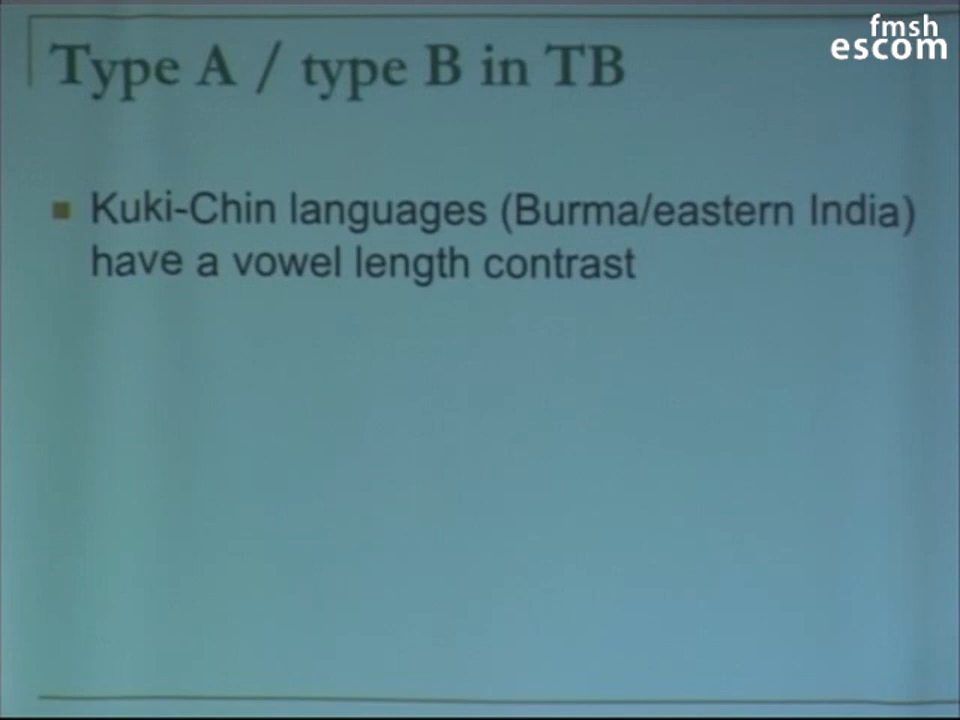 fmsh
escom
Type A / type B in TB
Kuki-Chin languages (Burma/eastern India)
have a vowel length contrast